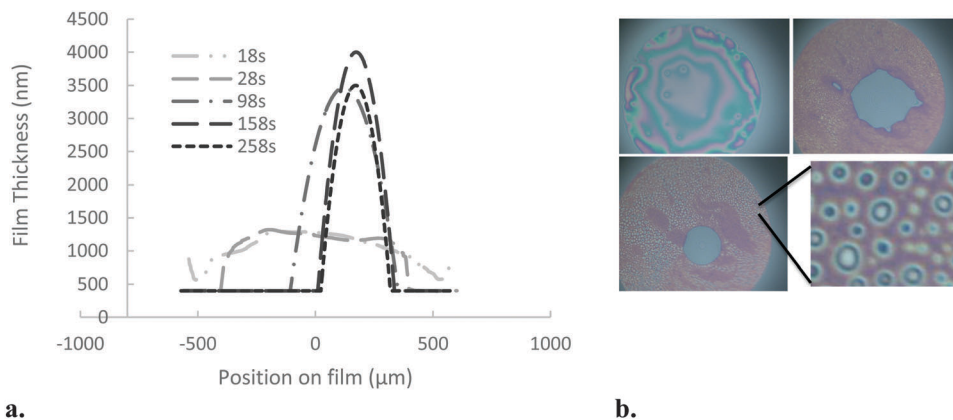 4500
4000
3500
3000
2500
2000
1500
1000
500
0
Film Thickness (nm)
18s
28s
98s
158s
258s
-1000
-500
0
500
1000
Position on film (µm)
a.
b.